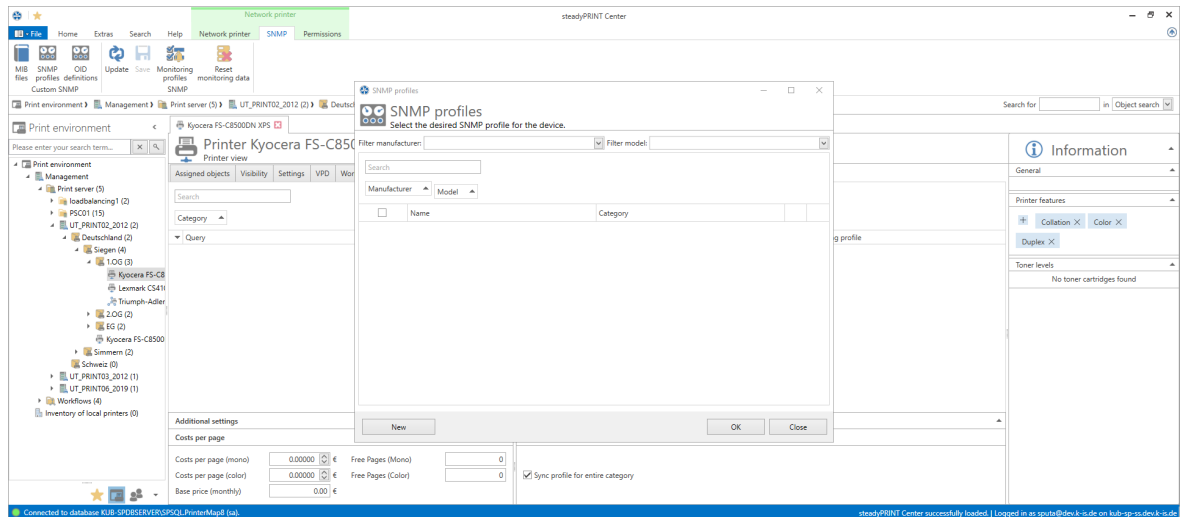 Network printer
steadyPRINT Center
File Home Extras Search Help Network printer SNMP Permissions
MIB files
SNMP profiles
OID definitions
Update
Save
Monitoring profiles
Reset monitoring data
Custom SNMP
SNMP
Print environment Management Print server (5) UT_PRINT02_2012 (2) Deutsc
Search for in Object search
Print environment
Please enter your search term...
Print environment
Management
Print server (5)
loadbalancing1 (2)
PSC01 (15)
UT_PRINT02_2012 (2)
Deutschland (2)
Siegen (4)
1.OG (3)
Kyocera FS-C8
Lexmark CS41
Triumph-Adler
2.OG (2)
EG (2)
Kyocera FS-C8500
Simmern (2)
Schweiz (0)
UT_PRINT03_2012 (1)
UT_PRINT06_2019 (1)
Workflows (4)
Inventory of local printers (0)
Kyocera FS-C8500DN XPS
Printer Kyocera FS-C850
Printer view
Assigned objects Visibility Settings VPD Wor
Search
Category
Query
g profile
SNMP profiles
SNMP profiles
Select the desired SNMP profile for the device.
Filter manufacturer: Filter model:
Search
Manufacturer Model
Name Category
New OK Close
Additional settings
Costs per page
Costs per page (mono) 0.00000 € Free Pages (Mono) 0
Costs per page (color) 0.00000 € Free Pages (Color) 0
Base price (monthly) 0.00 €
Sync profile for entire category
Information
General
Printer features
Collation Color
Duplex
Toner levels
No toner cartridges found
Connected to database KUB-SPDBSERVER\SPSQL.PrinterMap8 (sa).
steadyPRINT Center successfully loaded. | Logged in as sputa@dev.k-is.de on kub-sp-ss.dev.k-is.de